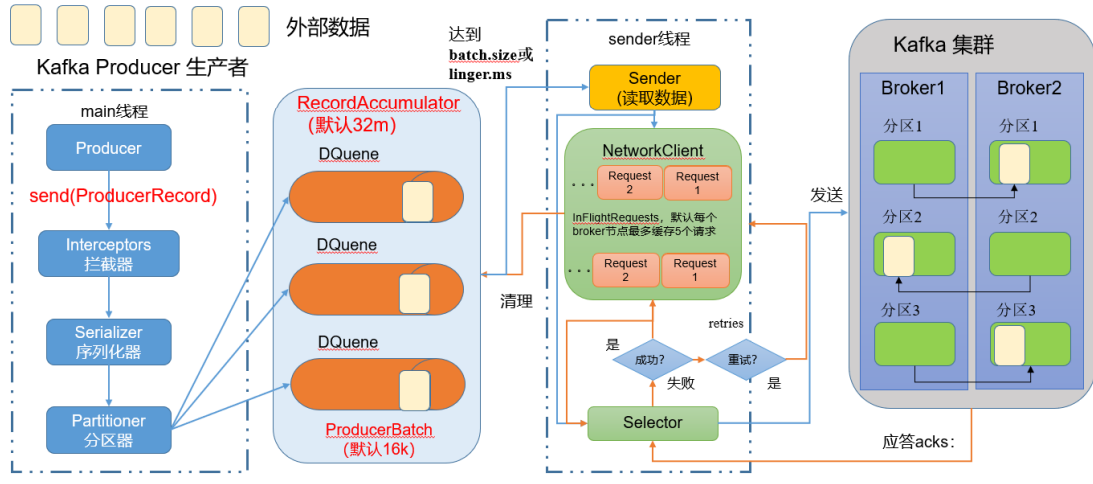 外部数据
Kafka Producer 生产者
main线程
Producer
send(ProducerRecord)
Interceptors
拦截器
Serializer
序列化器
Partitioner
分区器
RecordAccumulator
(默认32m)
DQuene
DQuene
DQuene
ProducerBatch
(默认16k)
达到
batch.size或
linger.ms
清理
sender线程
Sender
(读取数据)
NetworkClient
...
Request
2
Request
1
InFlightRequests，默认每个
broker节点最多缓存5个请求
...
Request
2
Request
1
retries
是
成功?
重试?
失败
是
Selector
发送
Kafka 集群
Broker1
Broker2
分区1
分区1
分区2
分区2
分区3
分区3
应答acks：